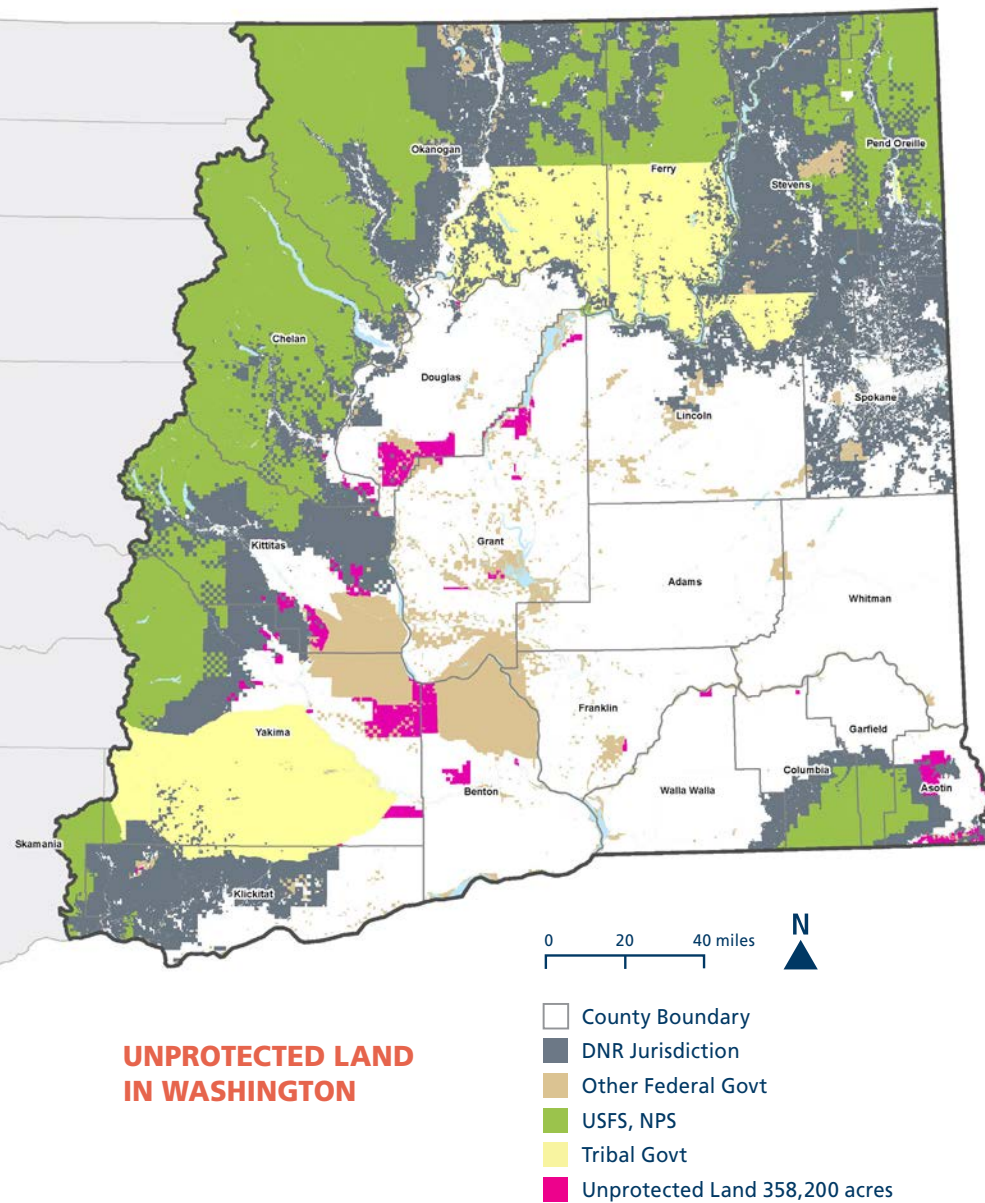 Okanogan
Ferry
Pend Oreille
Stevens
Chelan
Douglas
Lincoln
Spokane
Kittitas
Grant
Adams
Whitman
Franklin
Yakima
Garfield
Columbia
Asotin
Benton
Walla Walla
Skamania
Klickitat
N
0 20 40 miles
County Boundary
DNR Jurisdiction
Other Federal Govt
USFS, NPS
Tribal Govt
Unprotected Land 358,200 acres
UNPROTECTED LAND
IN WASHINGTON